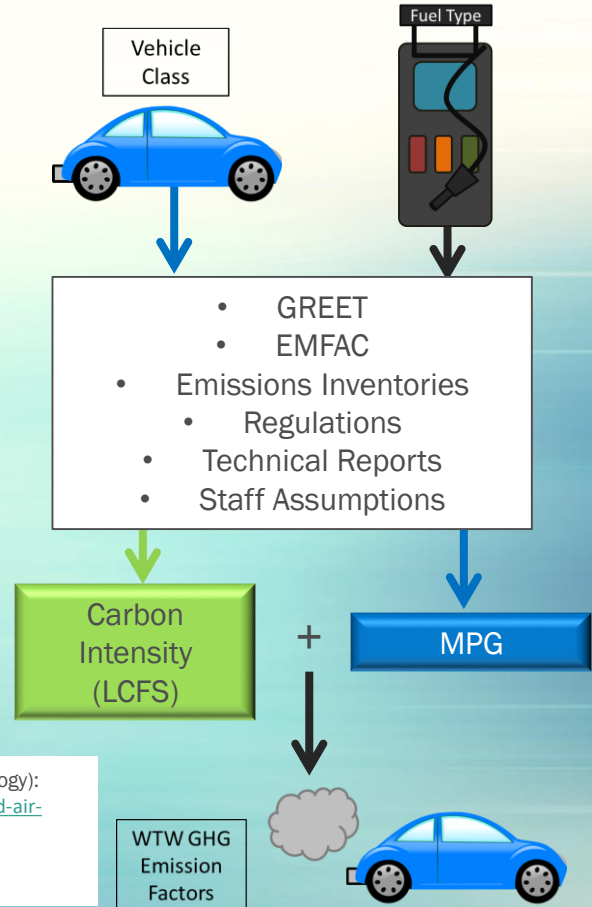 Fuel Type
Vehicle
Class
• GREET
• EMFAC
• Emissions Inventories
• Regulations
• Technical Reports
• Staff Assumptions
Carbon
Intensity
(LCFS)
+
MPG
ogy):
d-air-
WTW GHG
Emission
Factors